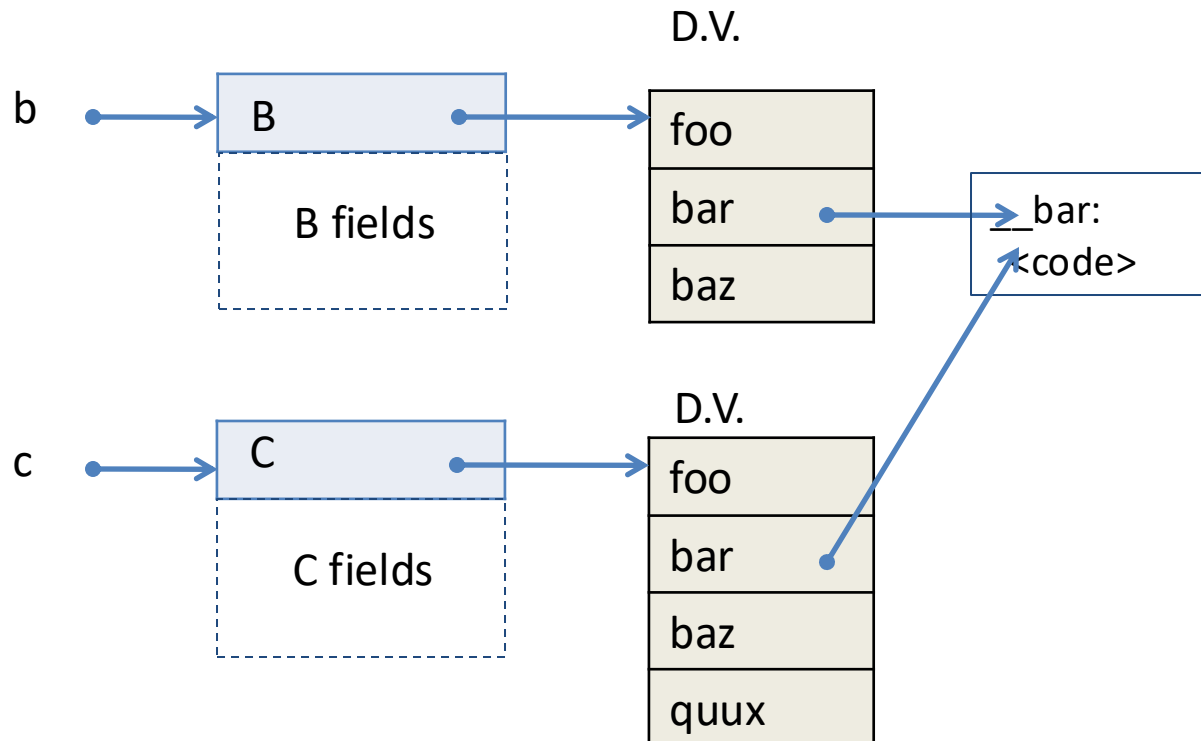 D.V.
b
B
foo
B fields
bar
__bar:
<code>
baz
D.V.
c
C
foo
C fields
bar
baz
quux